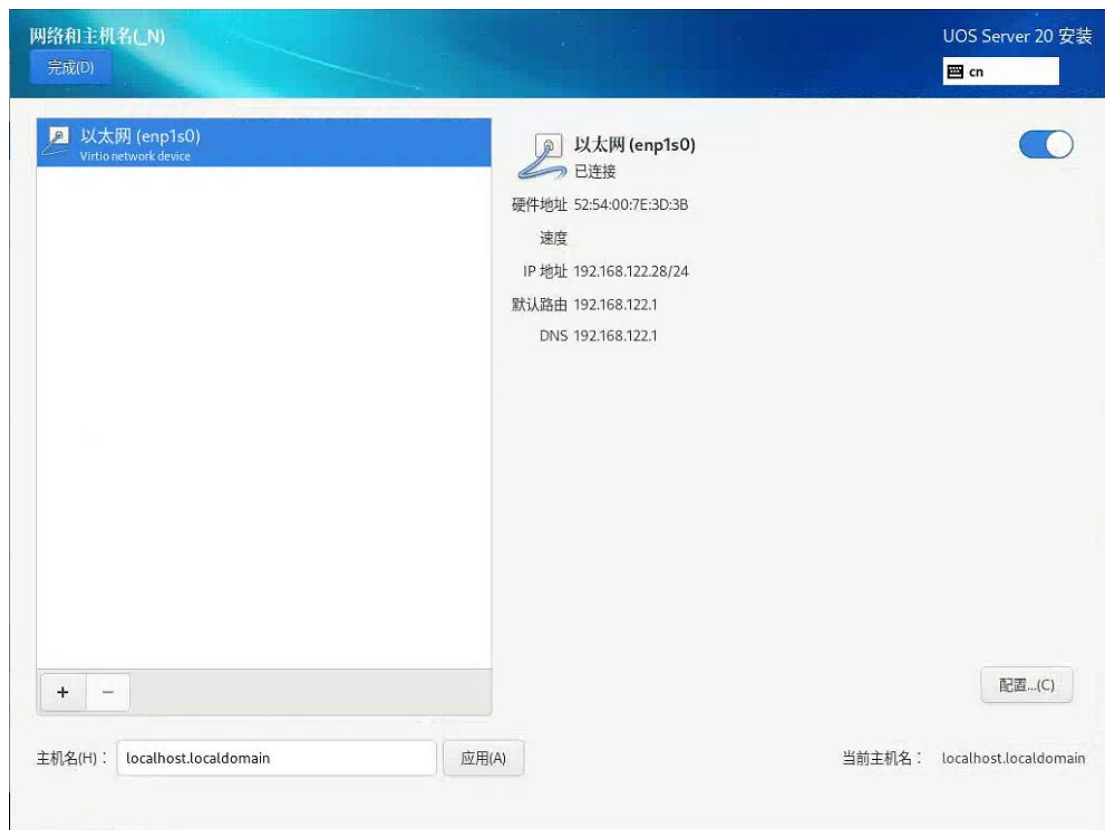 网络和主机名(_N)
完成(D)
UOS Server 20 安装
cn
以太网 (enp1s0)
Virtio network device
以太网 (enp1s0)
已连接
硬件地址 52:54:00:7E:3D:3B
速度
IP 地址 192.168.122.28/24
默认路由 192.168.122.1
DNS 192.168.122.1
+ −
配置...(C)
主机名(H)： localhost.localdomain 应用(A) 当前主机名： localhost.localdomain